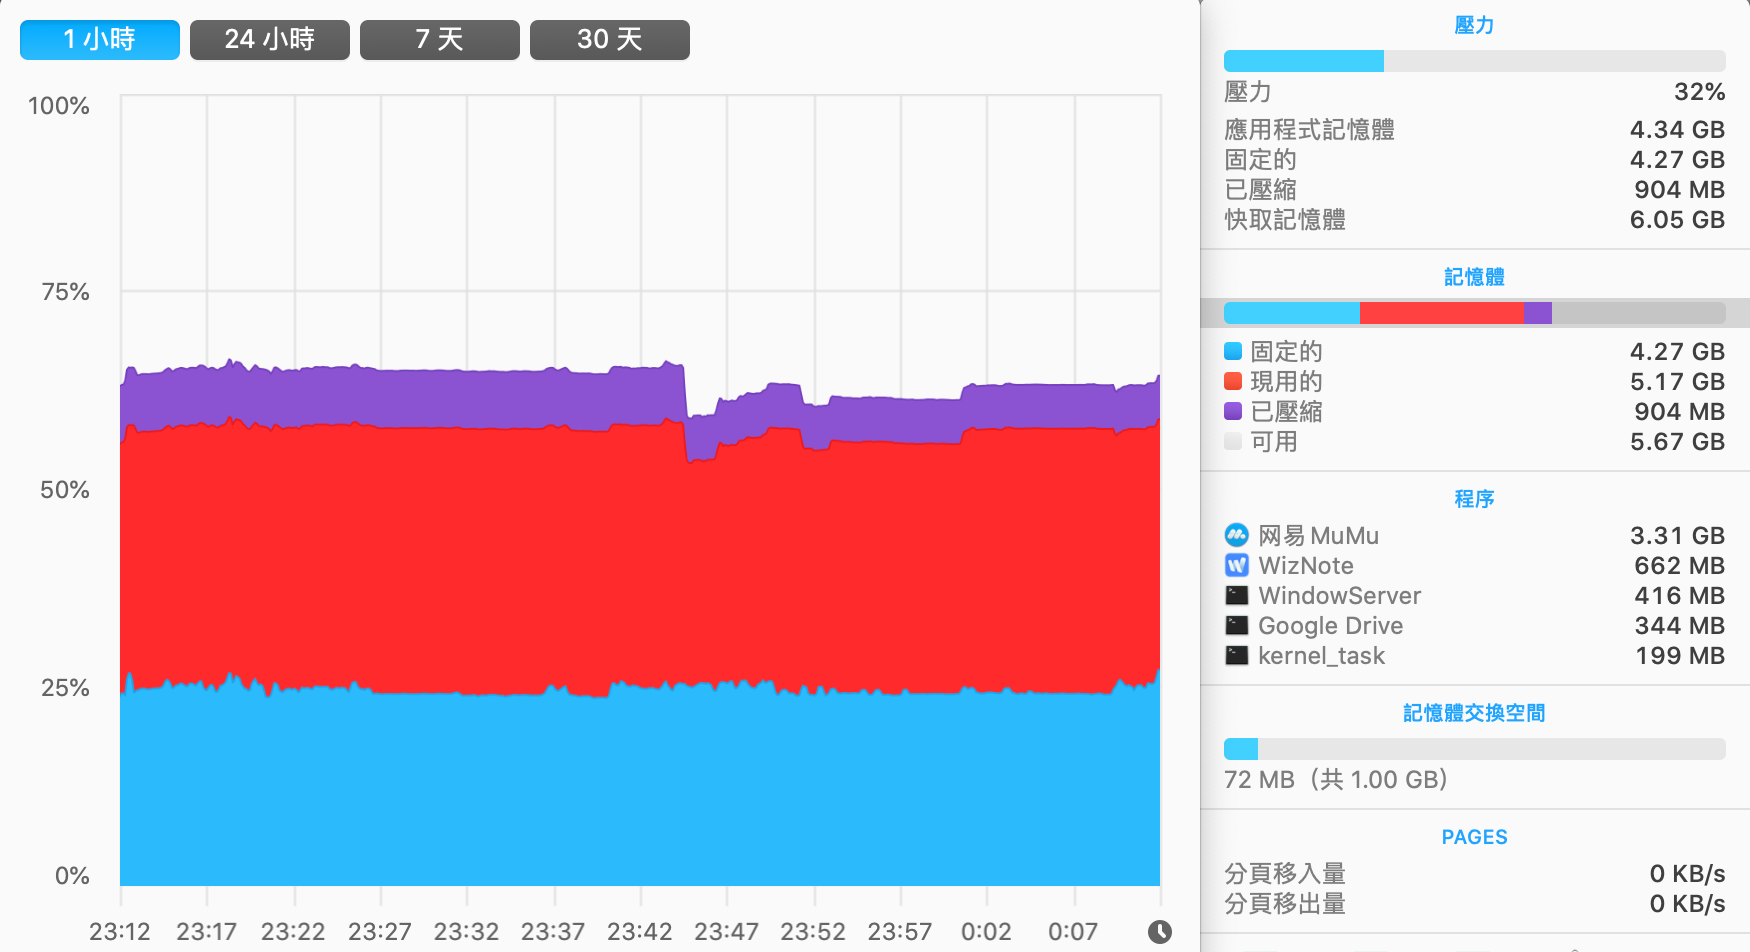 1 小時
24 小時
7 天
30 天
100%
75%
50%
25%
0%
23:12 23:17 23:22 23:27 23:32 23:37 23:42 23:47 23:52 23:57 0:02 0:07
壓力
壓力 32%
應用程式記憶體 4.34 GB
固定的 4.27 GB
已壓縮 904 MB
快取記憶體 6.05 GB
記憶體
固定的 4.27 GB
現用的 5.17 GB
已壓縮 904 MB
可用 5.67 GB
程序
网易 MuMu 3.31 GB
WizNote 662 MB
WindowServer 416 MB
Google Drive 344 MB
kernel_task 199 MB
記憶體交換空間
72 MB（共 1.00 GB）
PAGES
分頁移入量 0 KB/s
分頁移出量 0 KB/s